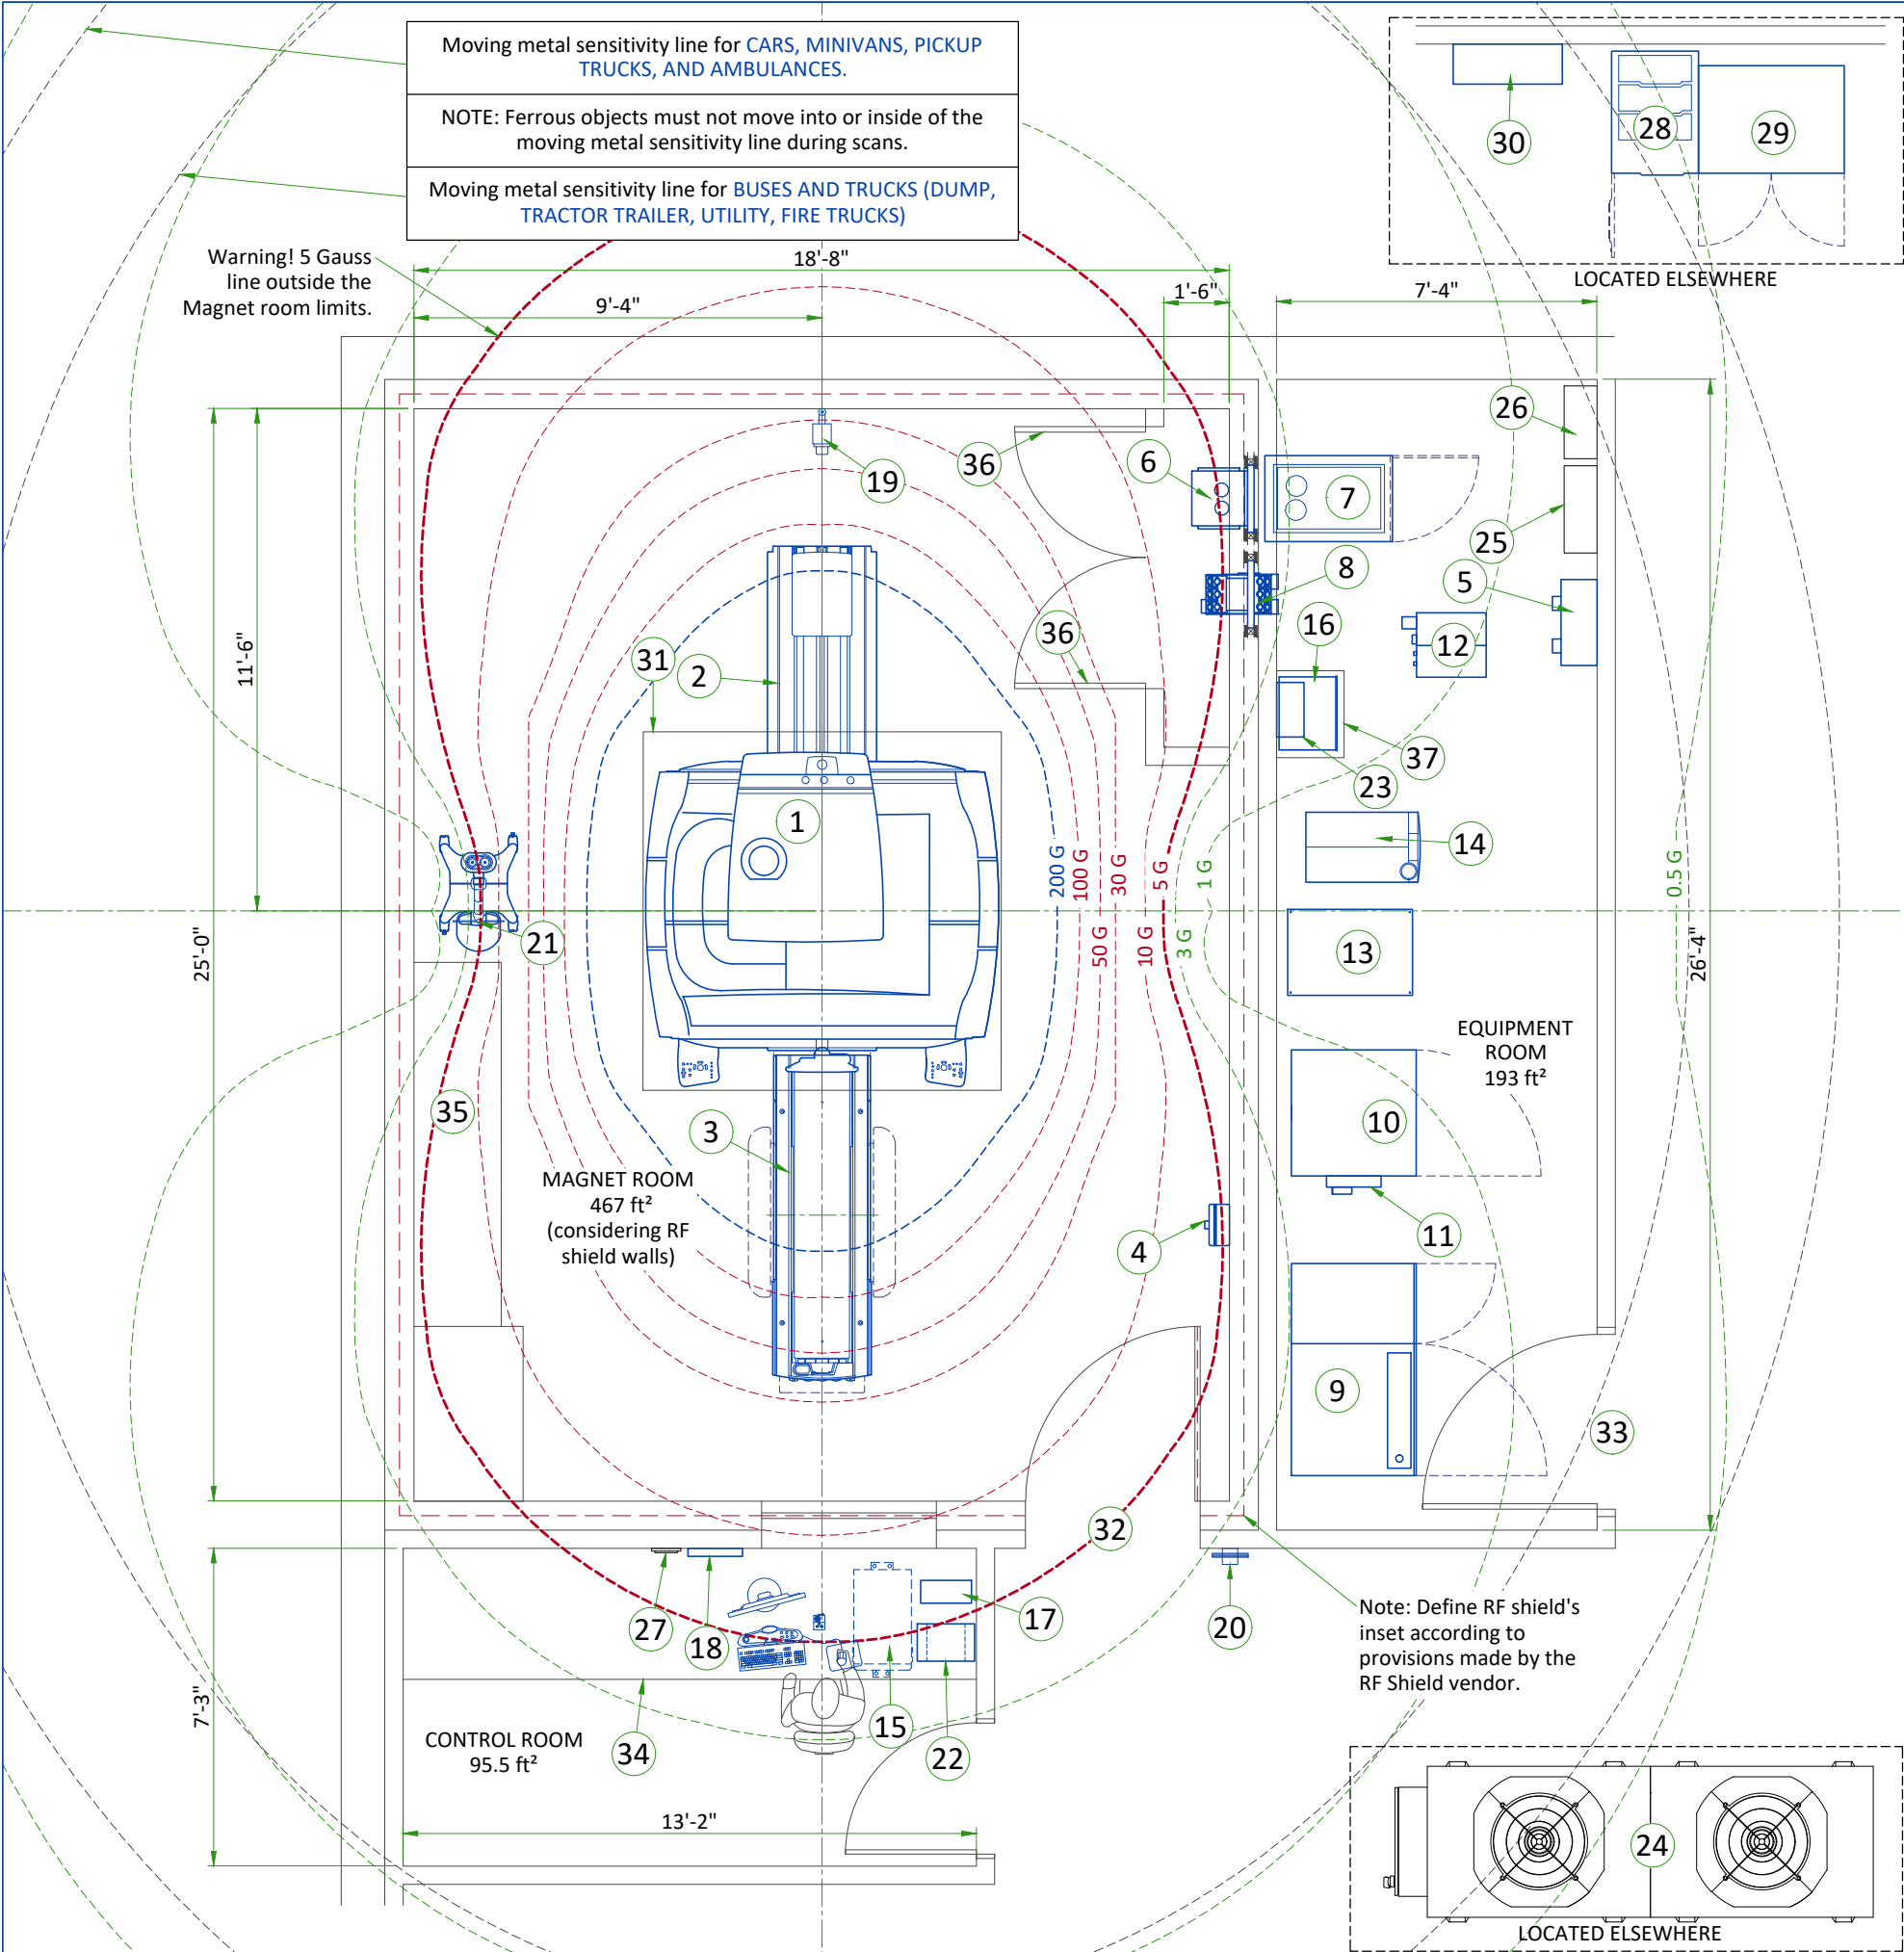 Moving metal sensitivity line for CARS, MINIVANS, PICKUP
TRUCKS, AND AMBULANCES.
NOTE: Ferrous objects must not move into or inside of the
moving metal sensitivity line during scans.
Moving metal sensitivity line for BUSES AND TRUCKS (DUMP,
TRACTOR TRAILER, UTILITY, FIRE TRUCKS)
30
28
29
LOCATED ELSEWHERE
Warning! 5 Gauss
line outside the
Magnet room limits.
18'-8"
9'-4"
1'-6"
7'-4"
26
36
6
19
7
25
8
5
11'-6"
16
12
36
31
2
37
23
1
14
200 G
100 G
50 G
30 G
10 G
5 G
3 G
1 G
0.5 G
21
25'-0"
13
26'-4"
EQUIPMENT
ROOM
193 ft²
35
3
10
MAGNET ROOM
467 ft²
(considering RF
shield walls)
4
11
9
33
32
27
18
17
20
Note: Define RF shield's
inset according to
provisions made by the
RF Shield vendor.
7'-3"
CONTROL ROOM
95.5 ft²
34
15
22
13'-2"
24
LOCATED ELSEWHERE